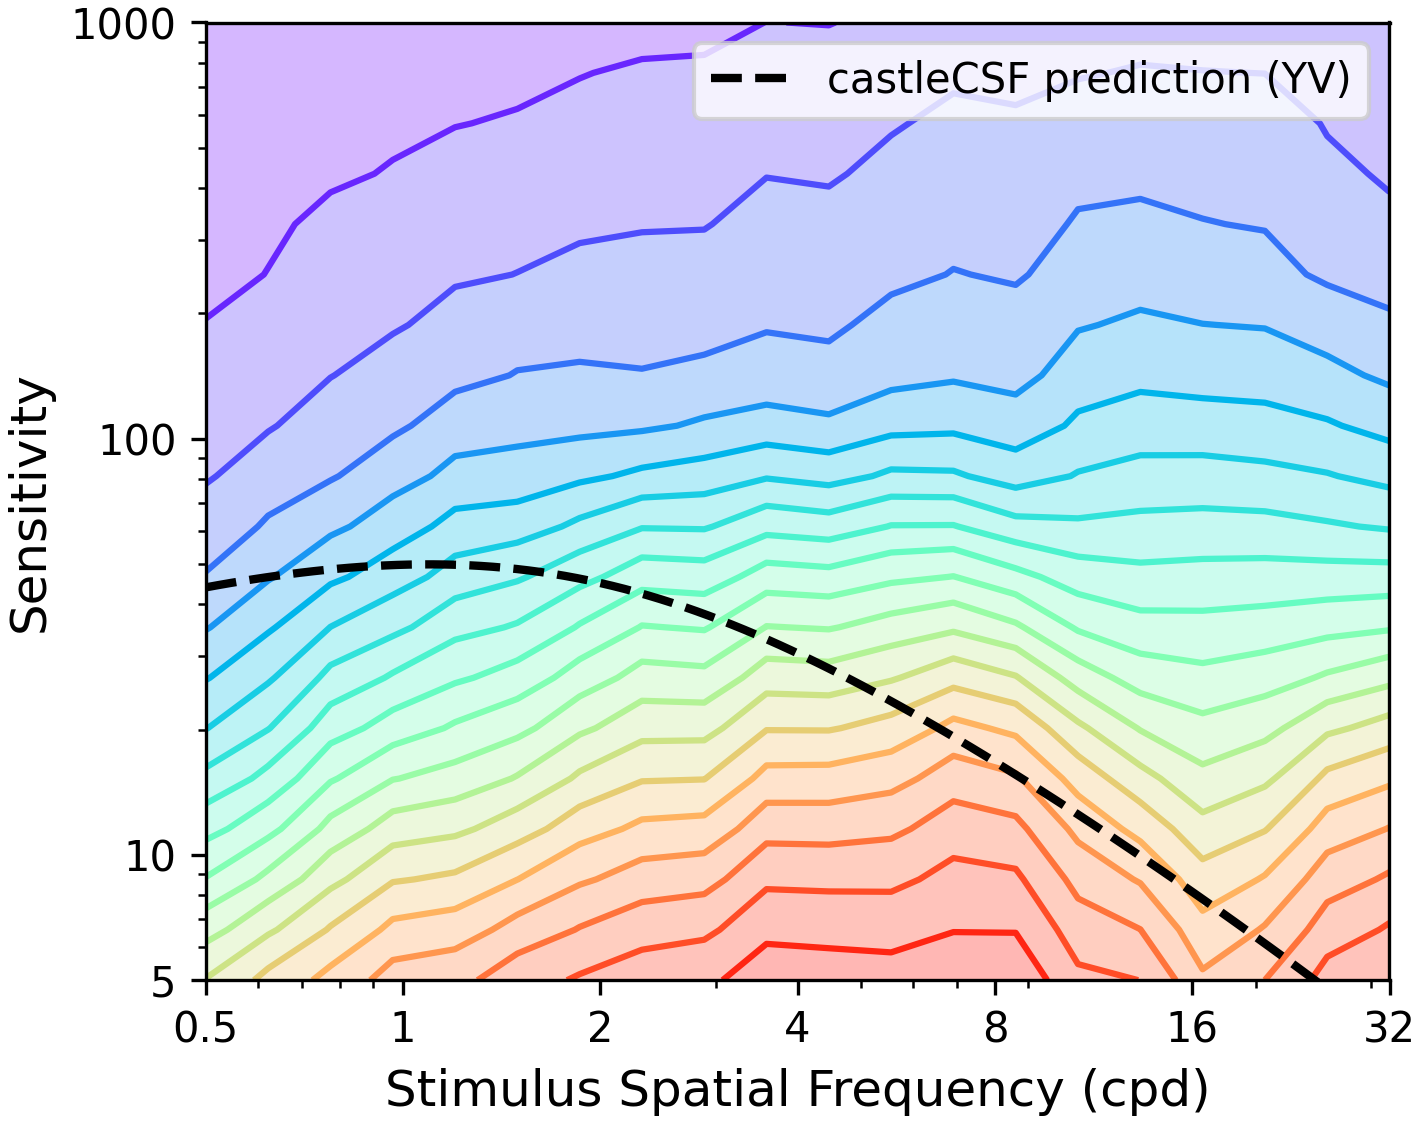 1000
100
10
5
Sensitivity
castleCSF prediction (YV)
0.5 1 2 4 8 16 32
Stimulus Spatial Frequency (cpd)